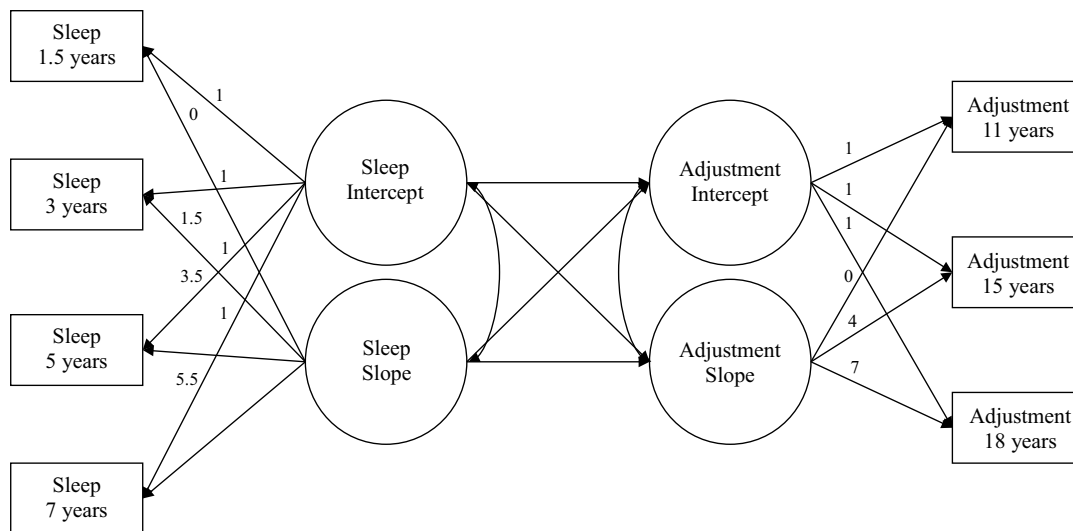 Sleep
1.5 years
Sleep
3 years
Sleep
5 years
Sleep
7 years
1
0
1
1.5
1
3.5
1
5.5
Sleep
Intercept
Sleep
Slope
Adjustment
Intercept
Adjustment
Slope
1
1
1
0
4
7
Adjustment
11 years
Adjustment
15 years
Adjustment
18 years